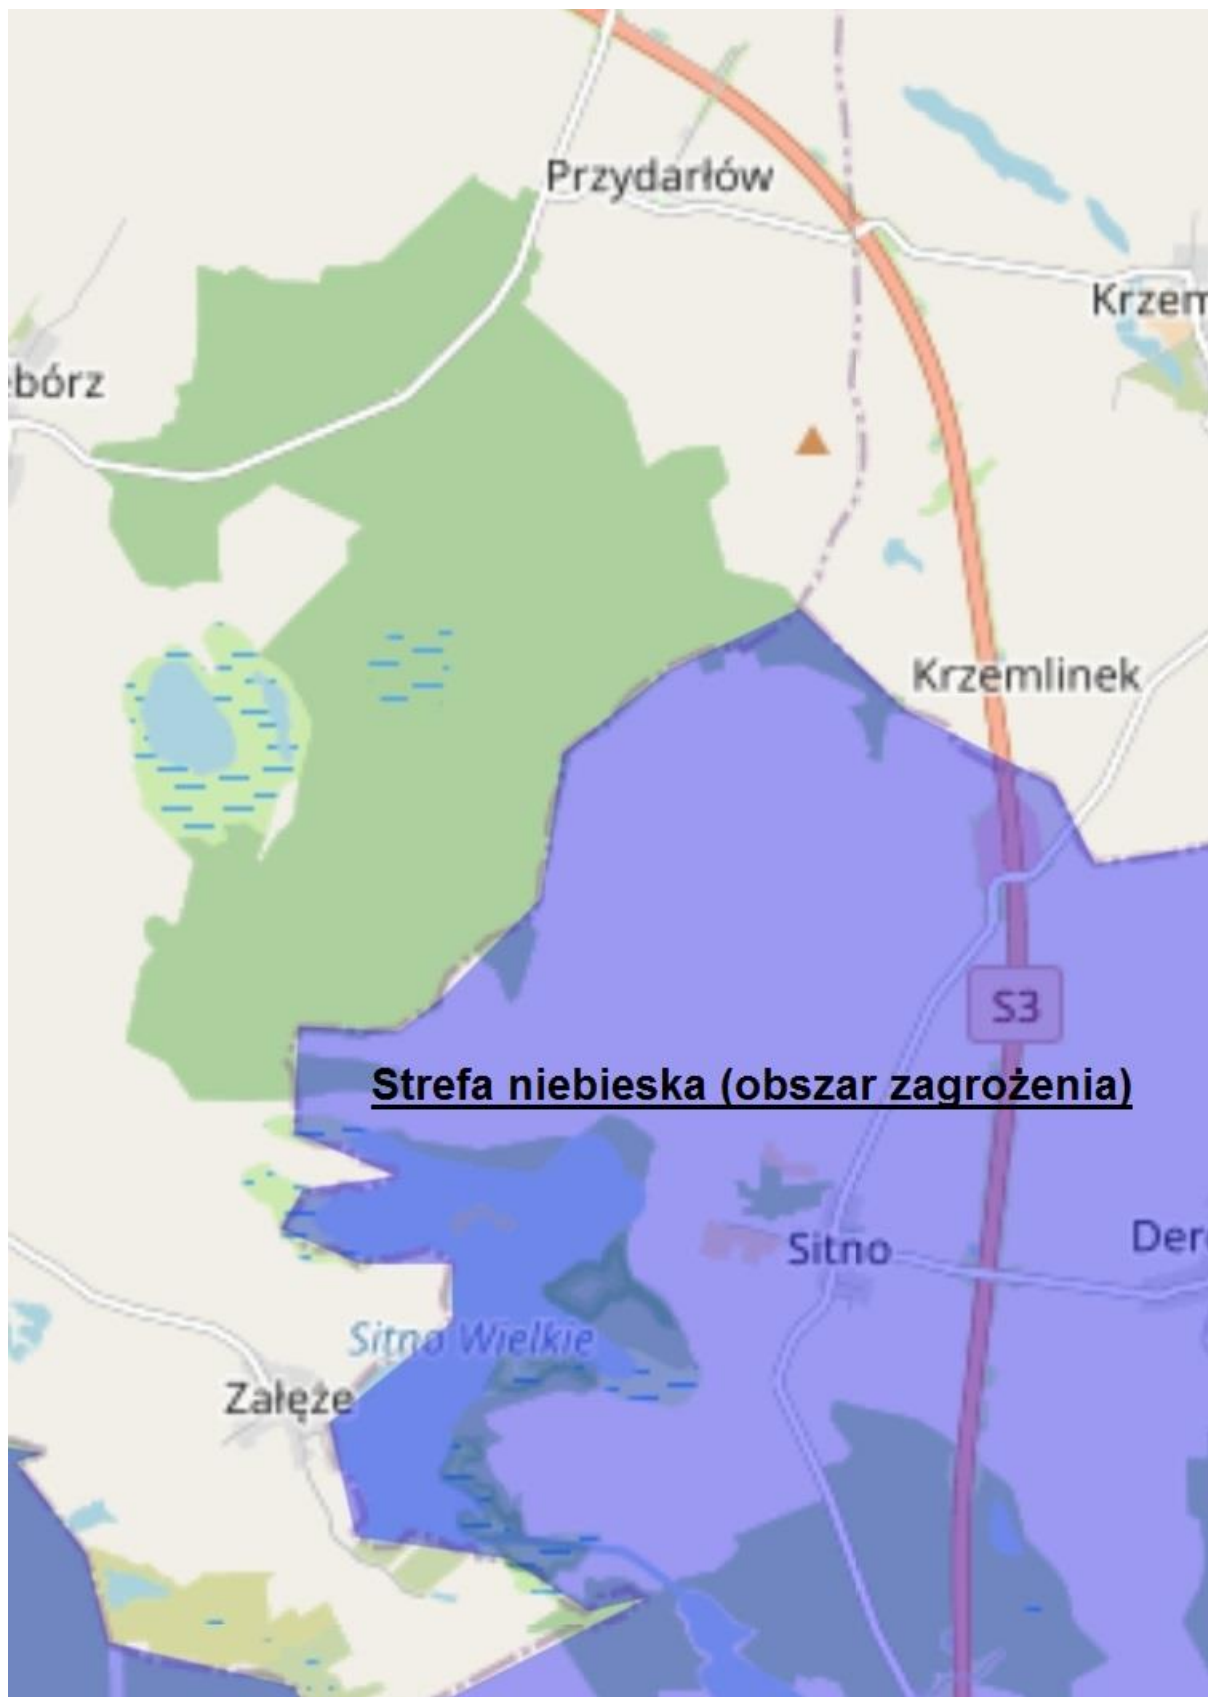 Przydarłów
Krzem
ebórz
Krzemlinek
S3
Strefa niebieska (obszar zagrożenia)
Sitno
Der
Sitno Wielkie
Załęże